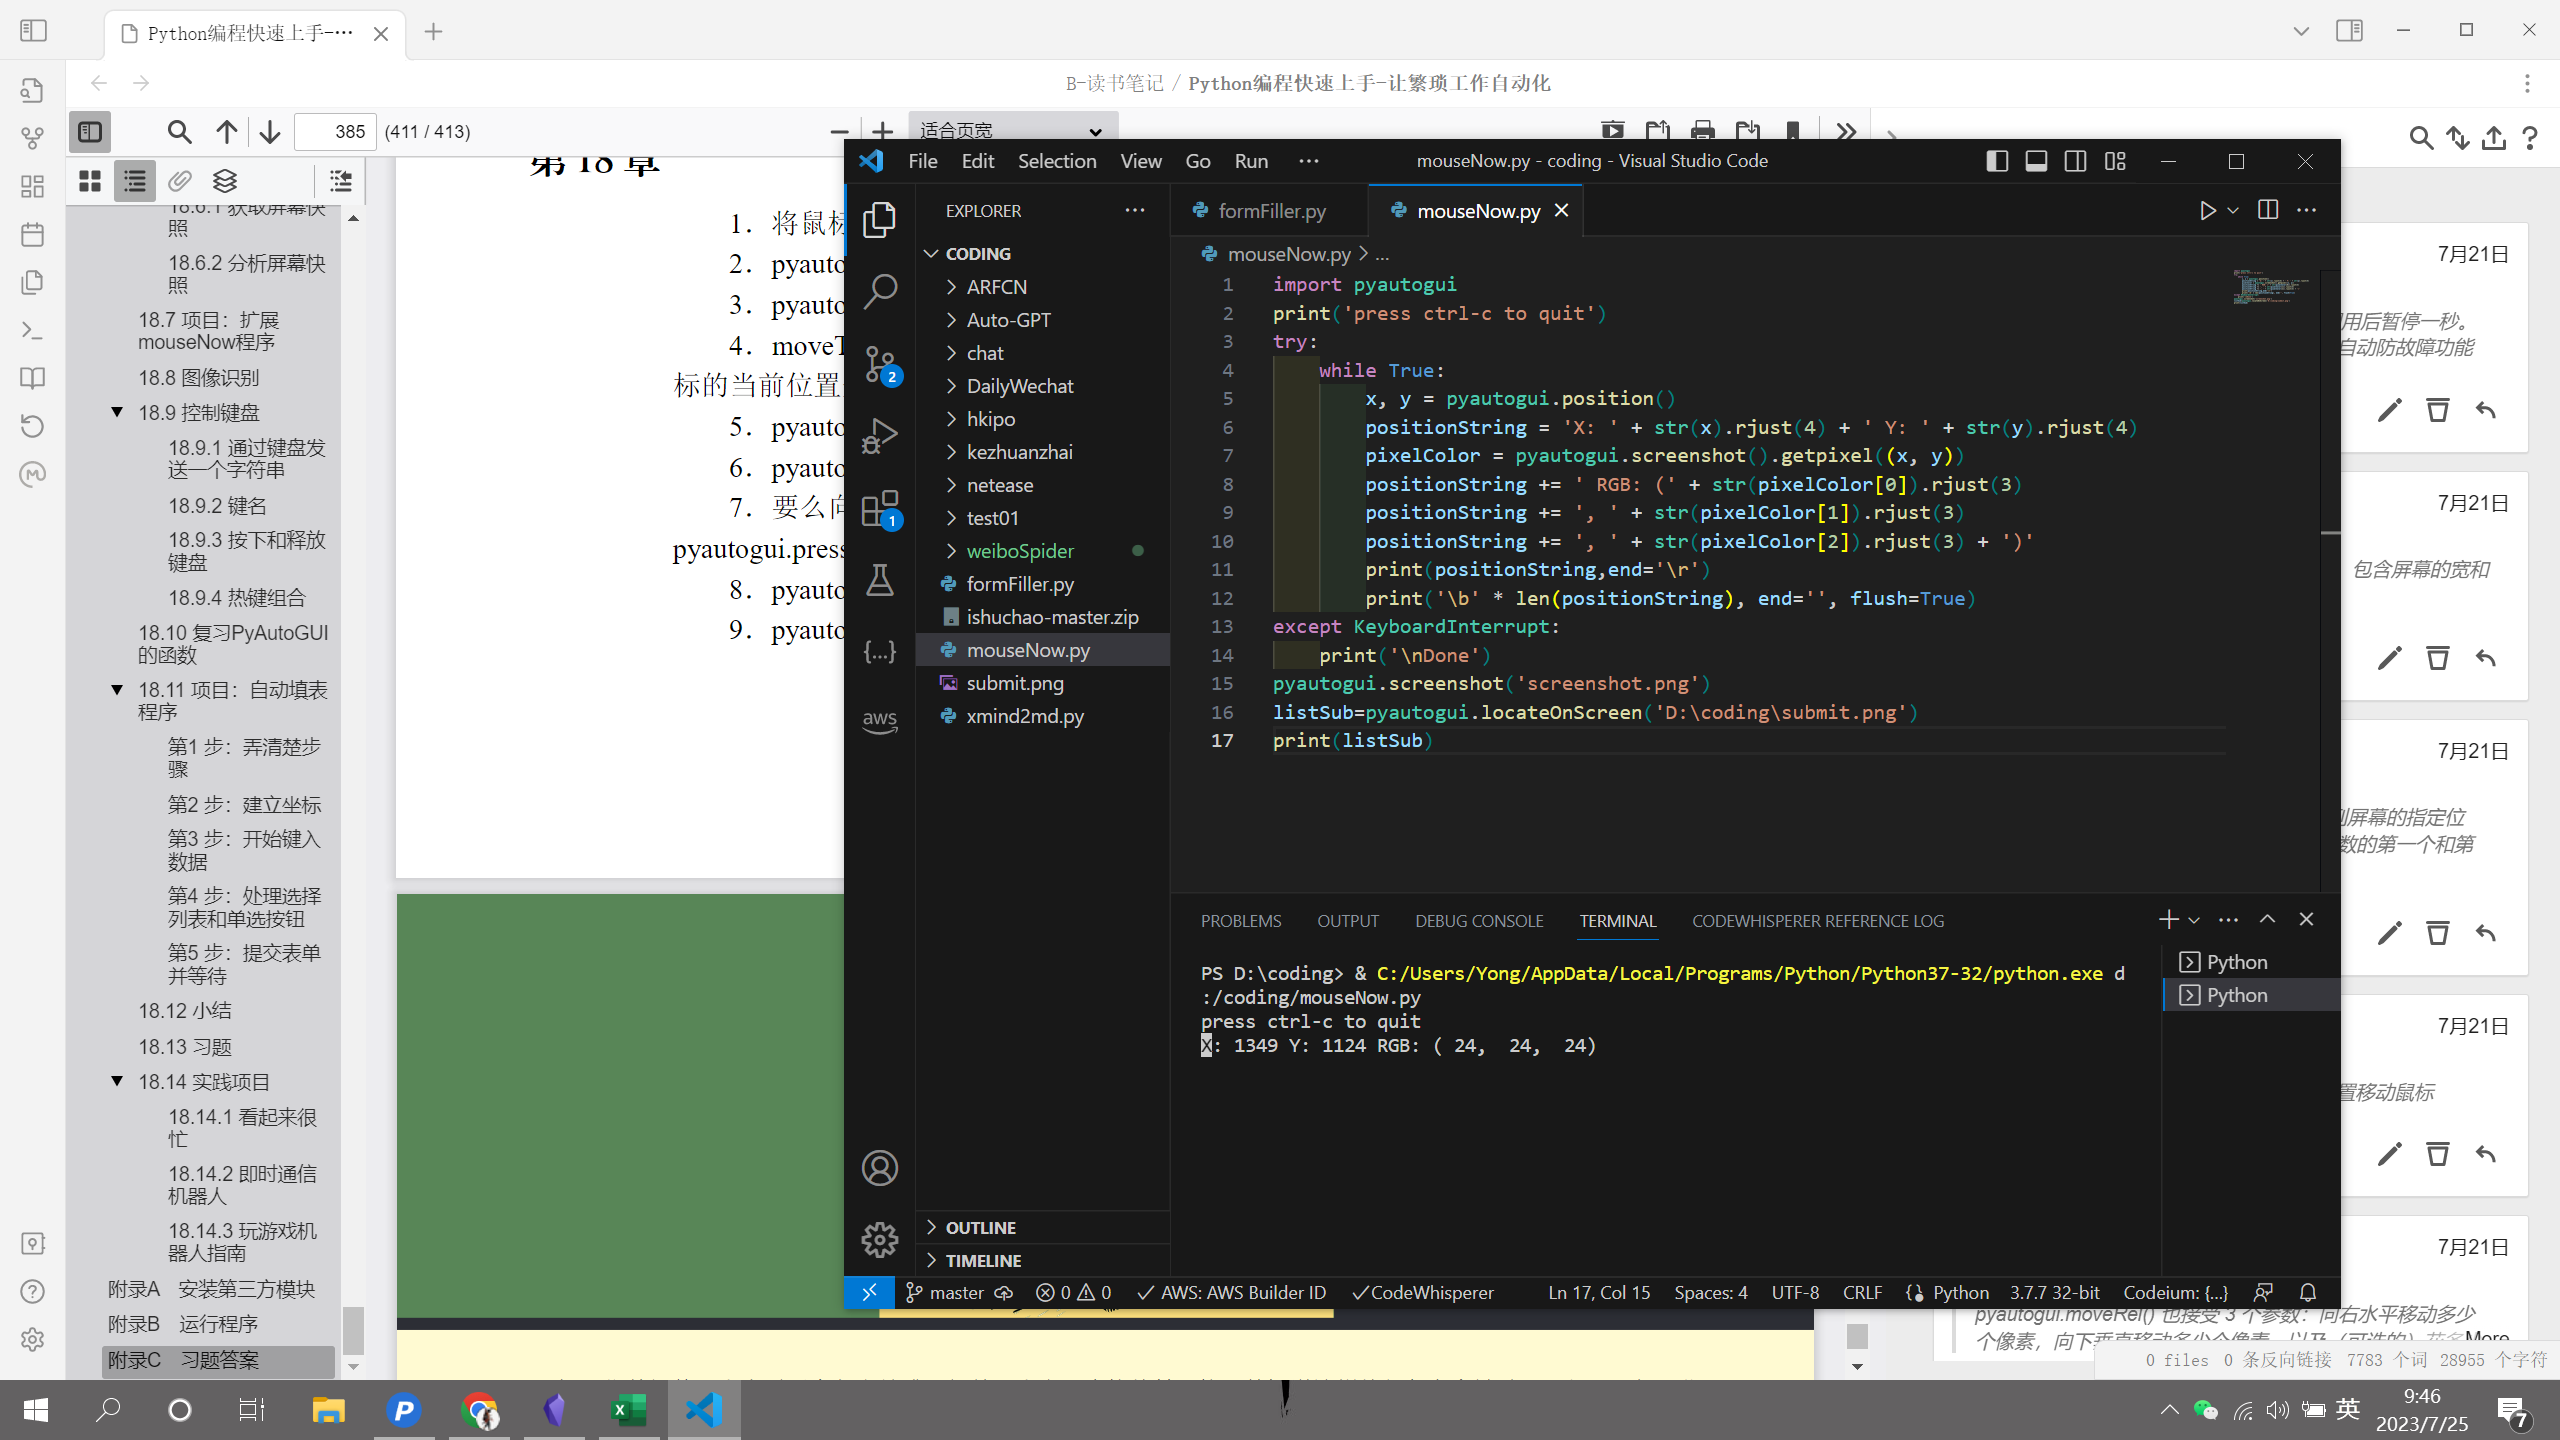 Python编程快速上手-…
B-读书笔记 / Python编程快速上手-让繁琐工作自动化
385
(411 / 413)
适合页宽
18.6.1 获取屏幕快
照
18.6.2 分析屏幕快
照
18.7 项目：扩展
mouseNow程序
18.8 图像识别
18.9 控制键盘
18.9.1 通过键盘发
送一个字符串
18.9.2 键名
18.9.3 按下和释放
键盘
18.9.4 热键组合
18.10 复习PyAutoGUI
的函数
18.11 项目：自动填表
程序
第1 步：弄清楚步
骤
第2 步：建立坐标
第3 步：开始键入
数据
第4 步：处理选择
列表和单选按钮
第5 步：提交表单
并等待
18.12 小结
18.13 习题
18.14 实践项目
18.14.1 看起来很
忙
18.14.2 即时通信
机器人
18.14.3 玩游戏机
器人指南
附录A 安装第三方模块
附录B 运行程序
附录C 习题答案
第 18 章
1. 将鼠标
2. pyauto
3. pyauto
4. moveT
标的当前位置
5. pyauto
6. pyauto
7. 要么向
pyautogui.press
8. pyauto
9. pyauto
File Edit Selection View Go Run ···
mouseNow.py - coding - Visual Studio Code
EXPLORER
CODING
ARFCN
Auto-GPT
chat
DailyWechat
hkipo
kezhuanzhai
netease
test01
weiboSpider
formFiller.py
ishuchao-master.zip
mouseNow.py
submit.png
xmind2md.py
OUTLINE
TIMELINE
2
1
aws
formFiller.py
mouseNow.py
mouseNow.py > ...
1 import pyautogui
2 print('press ctrl-c to quit')
3 try:
4 while True:
5 x, y = pyautogui.position()
6 positionString = 'X: ' + str(x).rjust(4) + ' Y: ' + str(y).rjust(4)
7 pixelColor = pyautogui.screenshot().getpixel((x, y))
8 positionString += ' RGB: (' + str(pixelColor[0]).rjust(3)
9 positionString += ', ' + str(pixelColor[1]).rjust(3)
10 positionString += ', ' + str(pixelColor[2]).rjust(3) + ')'
11 print(positionString,end='\r')
12 print('\b' * len(positionString), end='', flush=True)
13 except KeyboardInterrupt:
14 print('\nDone')
15 pyautogui.screenshot('screenshot.png')
16 listSub=pyautogui.locateOnScreen('D:\coding\submit.png')
17 print(listSub)
PROBLEMS OUTPUT DEBUG CONSOLE TERMINAL CODEWHISPERER REFERENCE LOG
PS D:\coding> & C:/Users/Yong/AppData/Local/Programs/Python/Python37-32/python.exe d
:/coding/mouseNow.py
press ctrl-c to quit
X: 1349 Y: 1124 RGB: ( 24,  24,  24)
Python
Python
master 0 0 AWS: AWS Builder ID CodeWhisperer Ln 17, Col 15 Spaces: 4 UTF-8 CRLF Python 3.7.7 32-bit Codeium: {...}
7月21日
用后暂停一秒。
自动防故障功能
7月21日
包含屏幕的宽和
7月21日
到屏幕的指定位
数的第一个和第
7月21日
置移动鼠标
7月21日
pyautogui.moveRel() 也接受 3 个参数：向右水平移动多少
个像素，向下垂直移动多少个像素，以及（可选的）花多
More
0 files 0 条反向链接 7783 个词 28955 个字符
英
9:46
2023/7/25
7